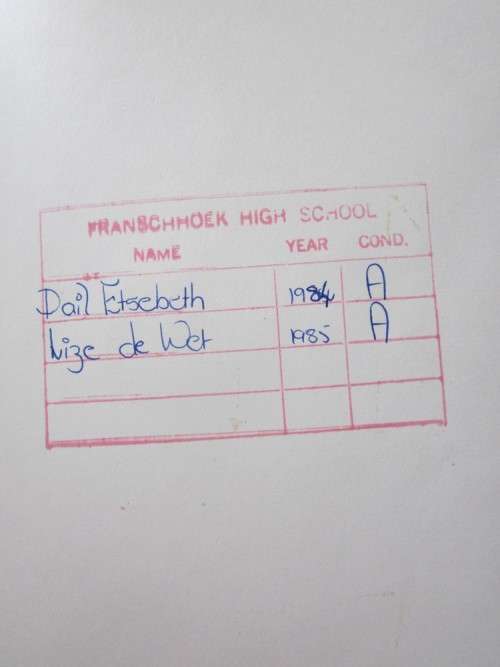 FRANSCHHOEK HIGH SCHOOL
NAME YEAR COND.
Dail Etsebeth 1984 A
Lize de Wet 1985 A